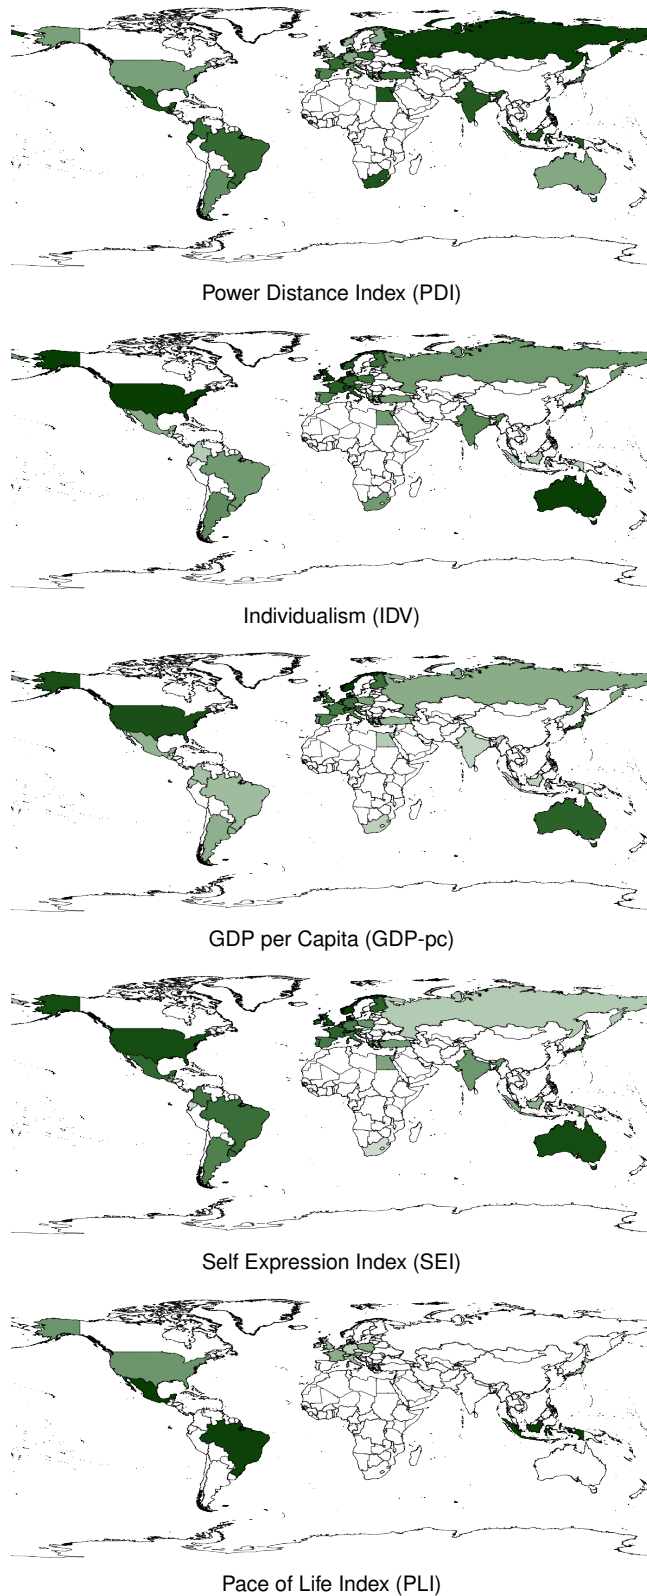 Power Distance Index (PDI)
Individualism (IDV)
GDP per Capita (GDP-pc)
Self Expression Index (SEI)
Pace of Life Index (PLI)